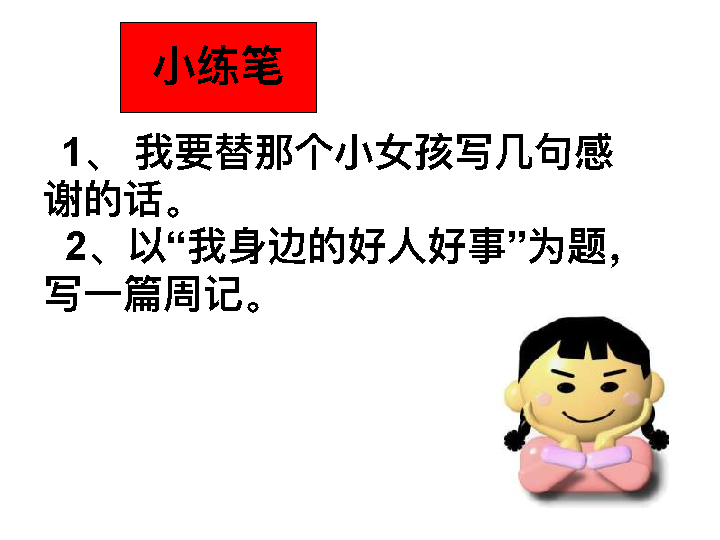 小练笔
1、 我要替那个小女孩写几句感
谢的话。
2、以“我身边的好人好事”为题，
写一篇周记。